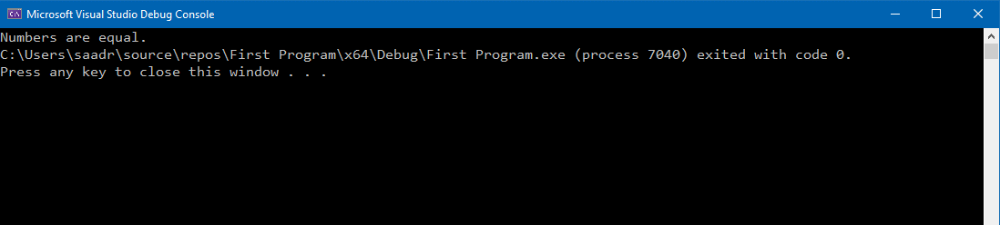 Microsoft Visual Studio Debug Console
Numbers are equal.
C:\Users\saadr\source\repos\First Program\x64\Debug\First Program.exe (process 7040) exited with code 0.
Press any key to close this window . . .